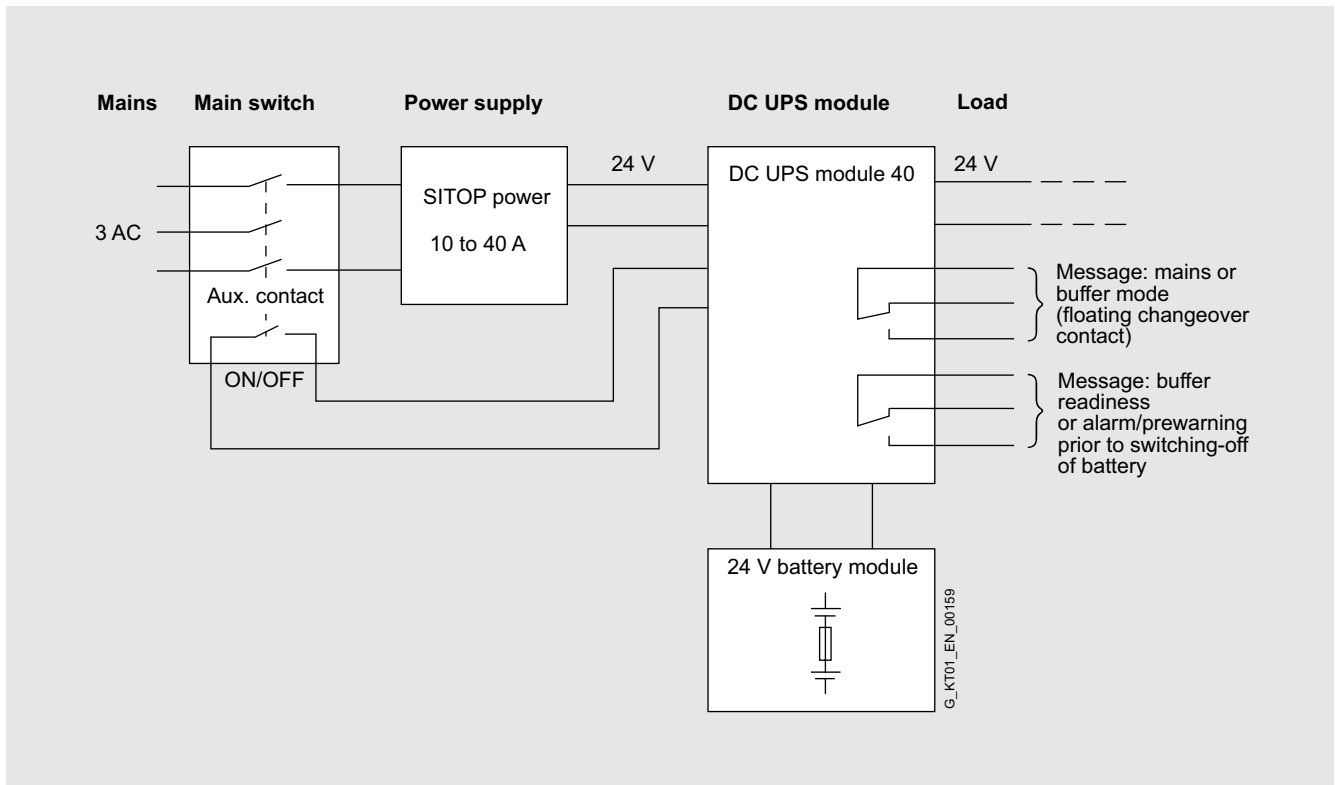 Mains
Main switch
Power supply
DC UPS module
Load
24 V
24 V
DC UPS module 40
SITOP power
10 to 40 A
3 AC
Aux. contact
ON/OFF
Message: mains or
buffer mode
(floating changeover
contact)
Message: buffer
readiness
or alarm/prewarning
prior to switching-off
of battery
24 V battery module
G_KT01_EN_00159